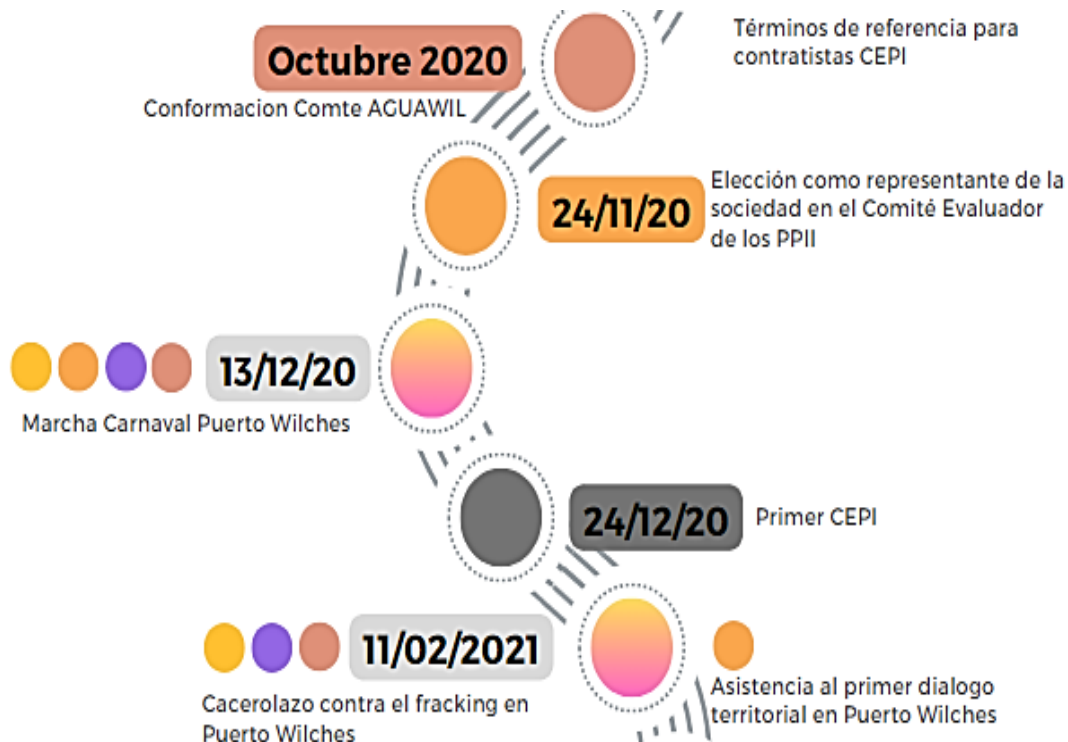 Términos de referencia para
contratistas CEPI
Octubre 2020
Conformacion Comte AGUAWIL
24/11/20
Elección como representante de la
sociedad en el Comité Evaluador
de los PPII
13/12/20
Marcha Carnaval Puerto Wilches
24/12/20
Primer CEPI
11/02/2021
Cacerolazo contra el fracking en
Puerto Wilches
Asistencia al primer dialogo
territorial en Puerto Wilches